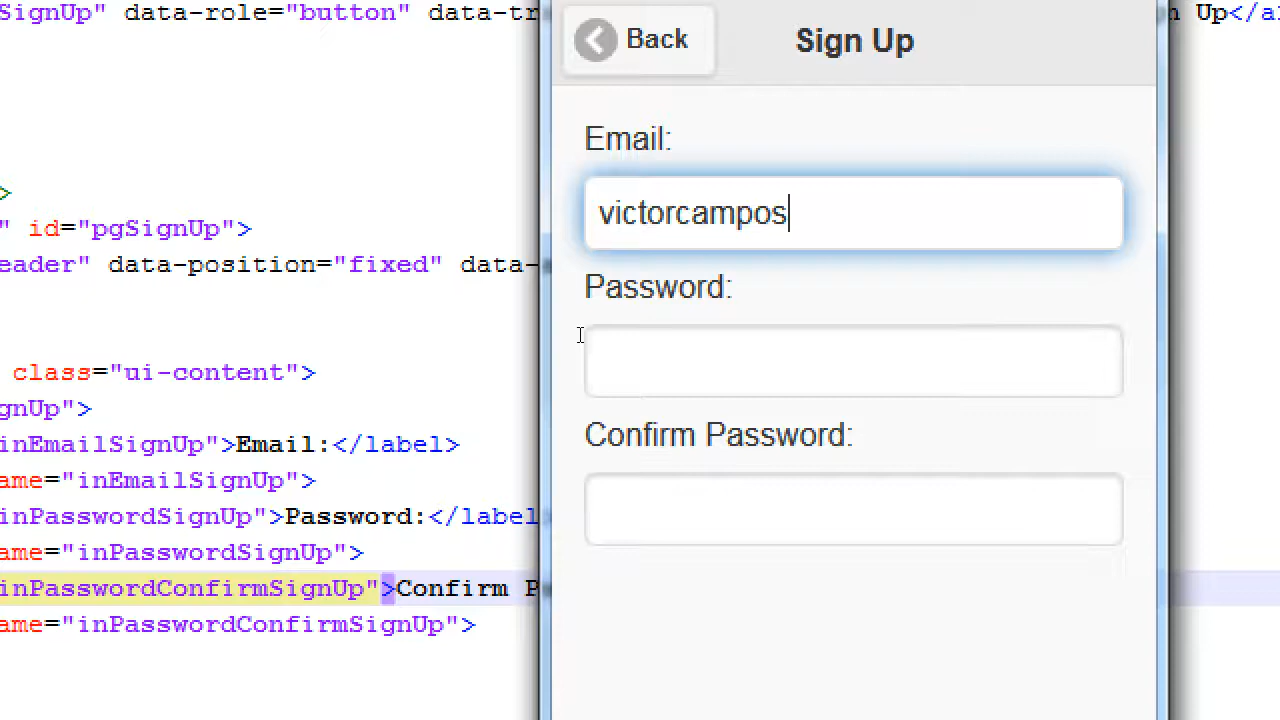 SignUp" data-role="button" data-tr
Up</a
>
" id="pgSignUp">
eader" data-position="fixed" data-
class="ui-content">
gnUp">
inEmailSignUp">Email:</label>
ame="inEmailSignUp">
inPasswordSignUp">Password:</label
ame="inPasswordSignUp">
inPasswordConfirmSignUp">Confirm P
ame="inPasswordConfirmSignUp">
Back
Sign Up
Email:
victorcampos
Password:
Confirm Password: